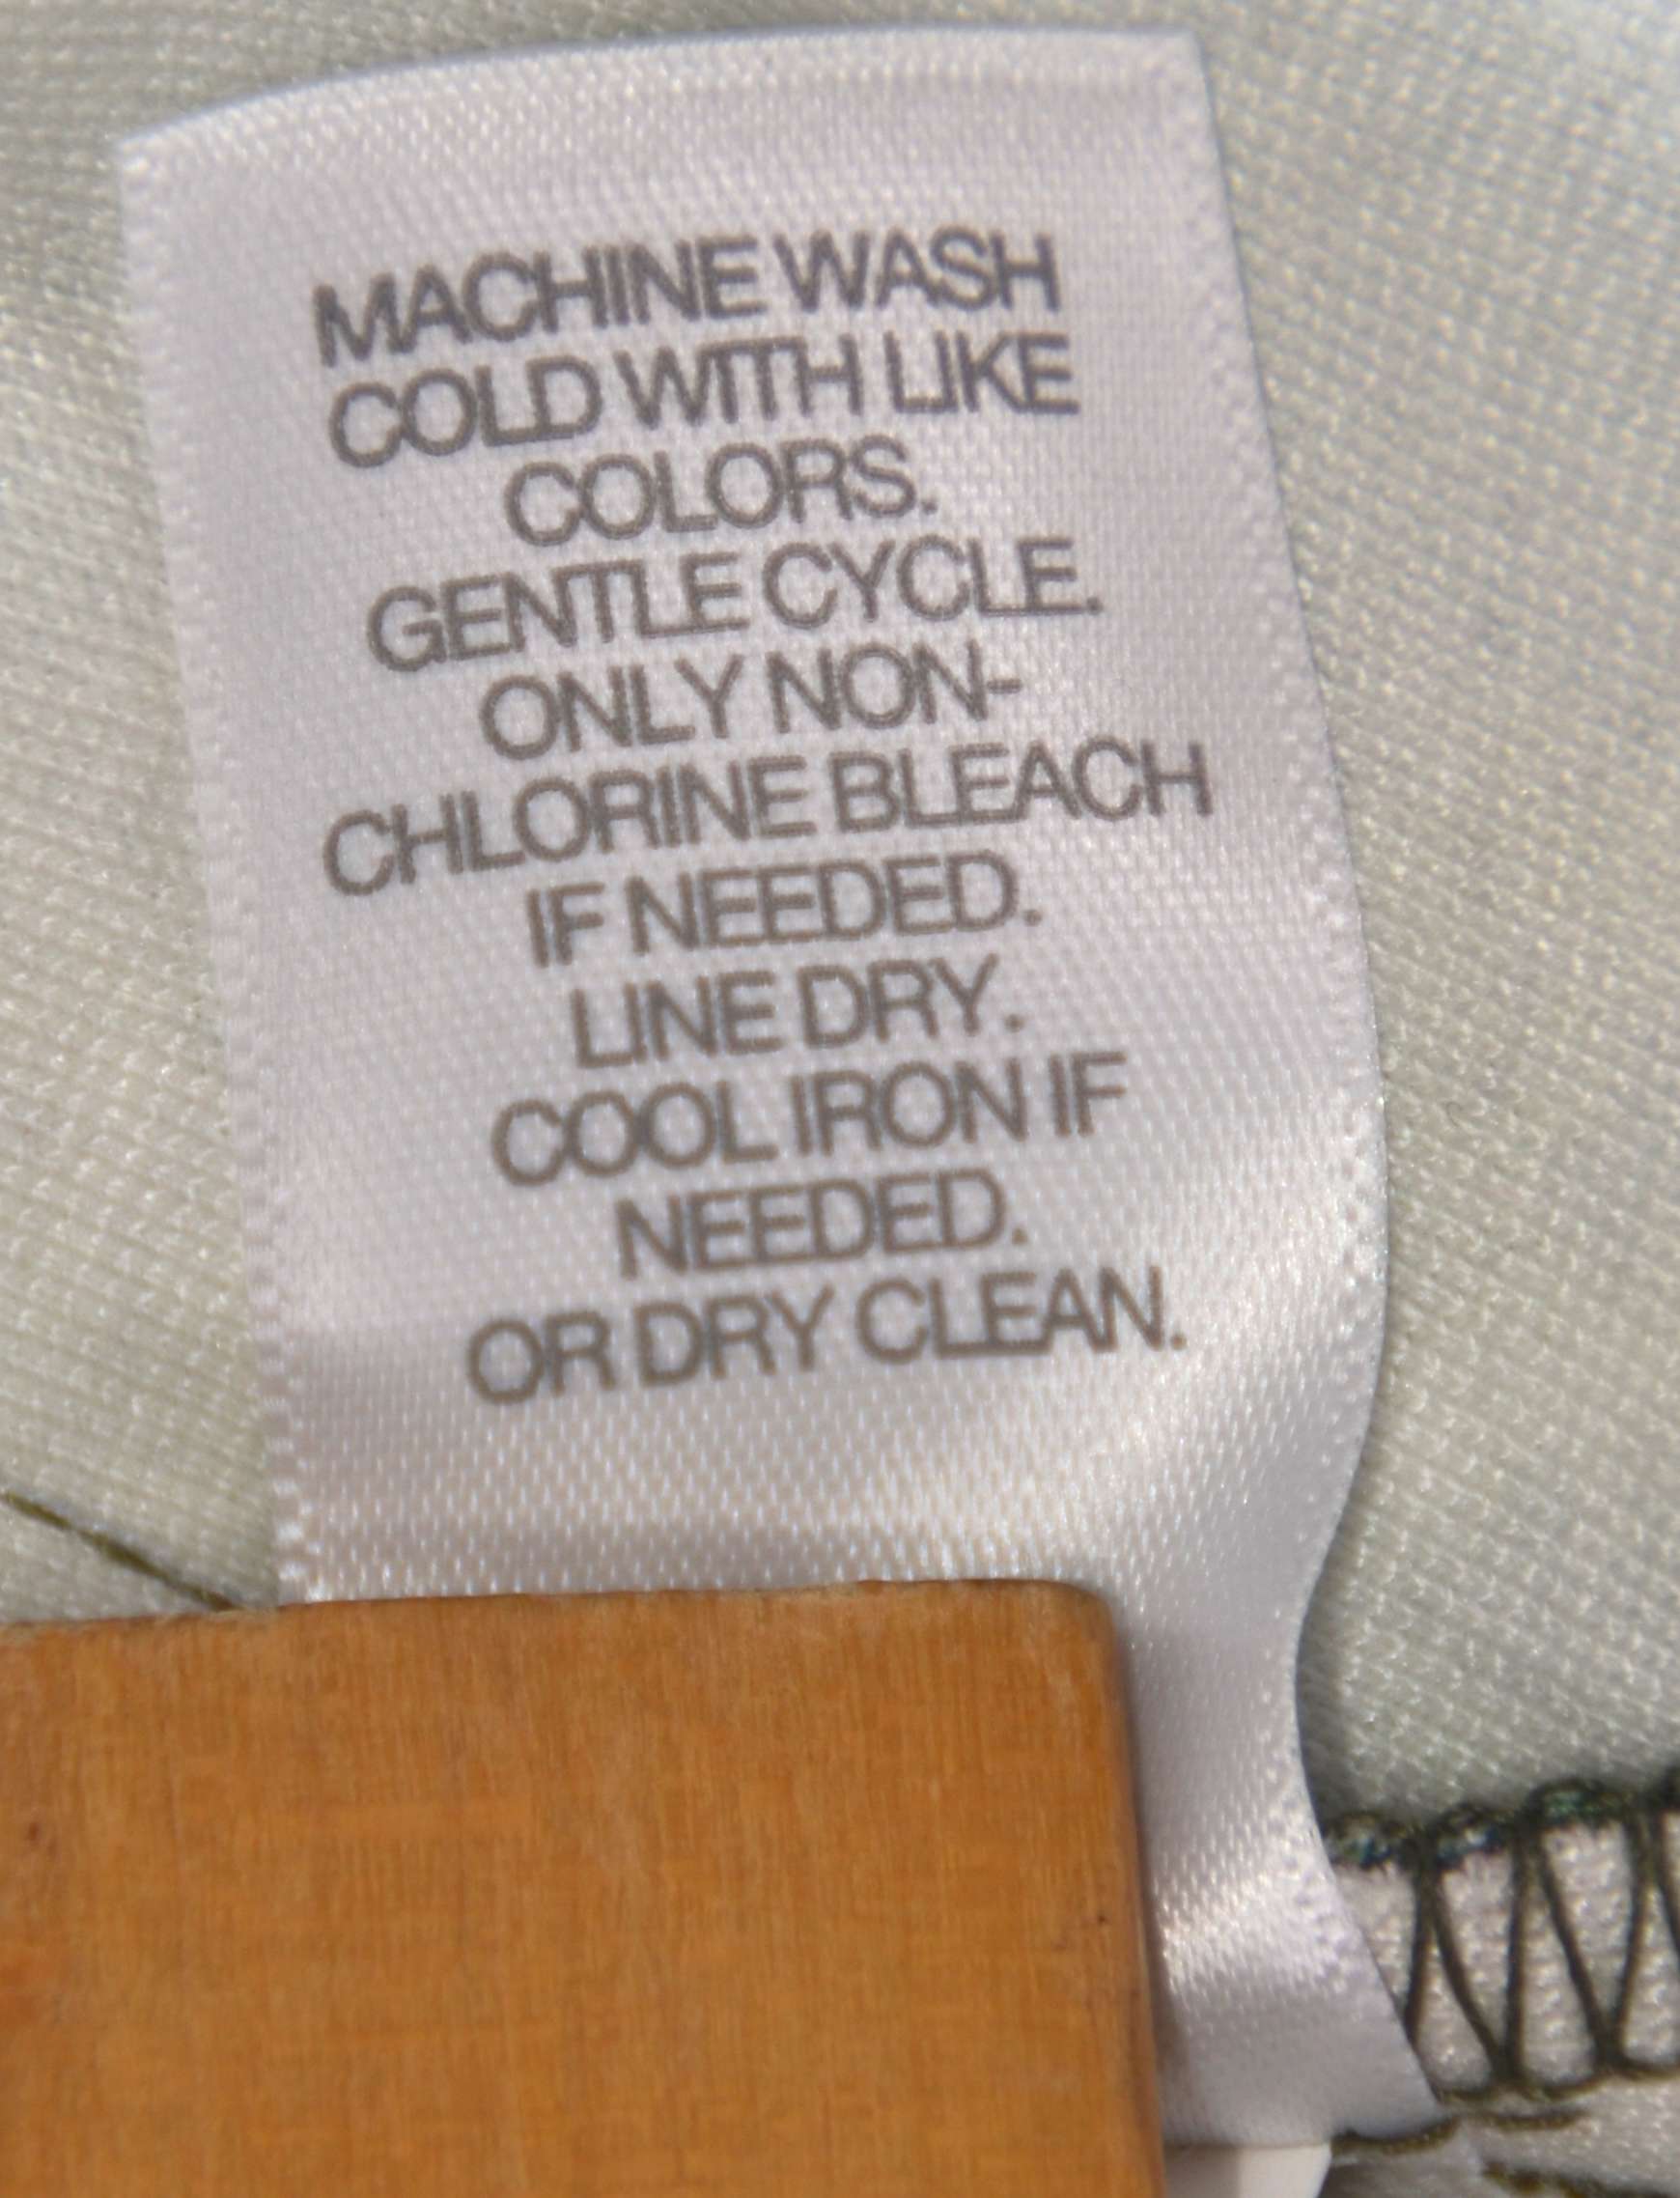 MACHINE WASH
COLD WITH LIKE
COLORS.
GENTLE CYCLE.
ONLY NON-
CHLORINE BLEACH
IF NEEDED.
LINE DRY.
COOL IRON IF
NEEDED.
OR DRY CLEAN.